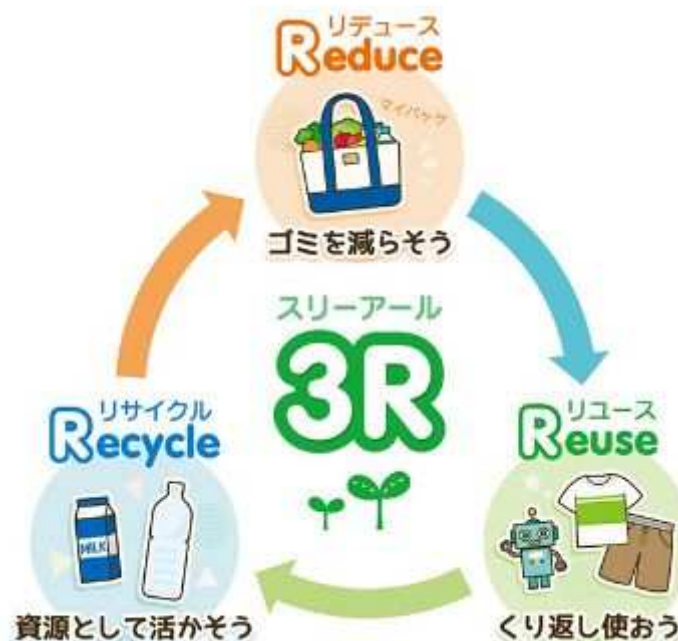 リデュース
Reduce
マイバッグ
ゴミを減らそう
スリーアール
3R
リサイクル
Recycle
MILK
資源として活かそう
リユース
Reuse
くり返し使おう